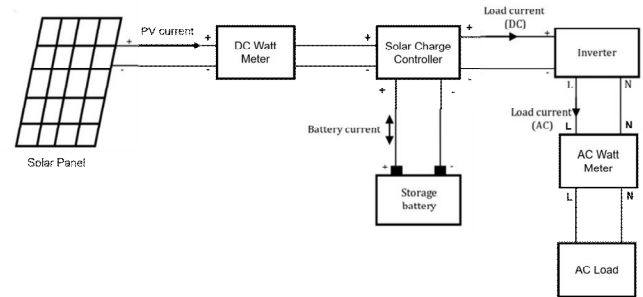 Load current
(DC)
PV current
+
+
+
+
+
DC Watt
Meter
Solar Charge
Controller
Inverter
-
-
-
-
-
+
-
L
N
Load current
(AC)
L
N
Battery current
AC Watt
Meter
Solar Panel
+
-
Storage
battery
L
N
AC Load